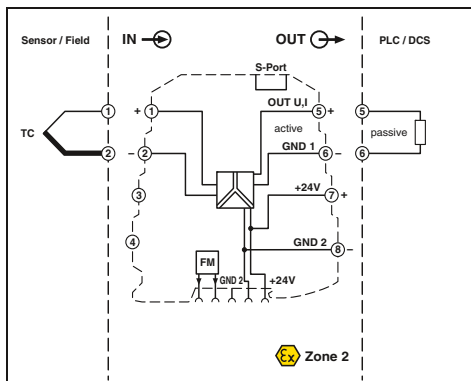 Sensor / Field
IN
OUT
PLC / DCS
S-Port
OUT U,I
TC
1
+ 1
5 +
5
active
passive
GND 1
2
– 2
6 –
6
+24V
3
7 +
4
GND 2
8 –
FM
GND 2
+24V
Ex Zone 2